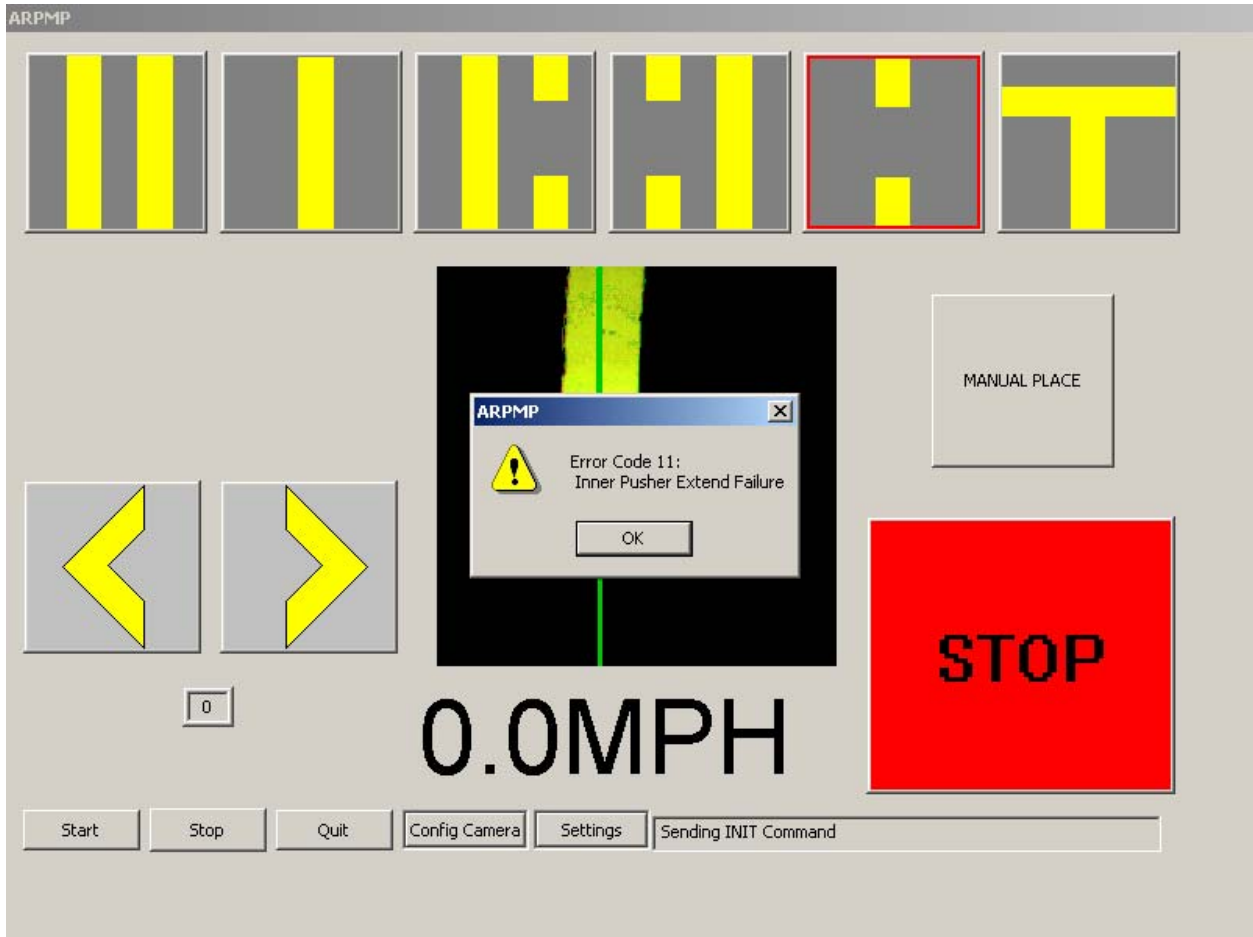 ARPMP
MANUAL PLACE
ARPMP
Error Code 11:
Inner Pusher Extend Failure
OK
STOP
0
0.0MPH
Start
Stop
Quit
Config Camera
Settings
Sending INIT Command